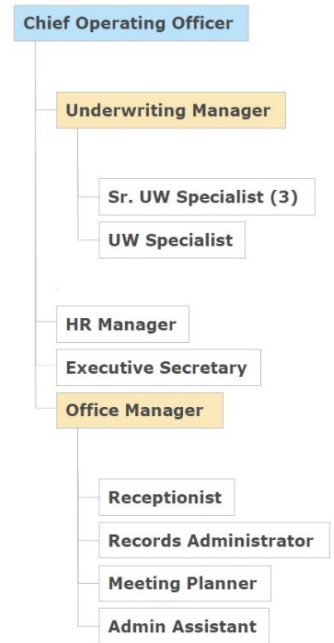 Chief Operating Officer
Underwriting Manager
Sr. UW Specialist (3)
UW Specialist
HR Manager
Executive Secretary
Office Manager
Receptionist
Records Administrator
Meeting Planner
Admin Assistant